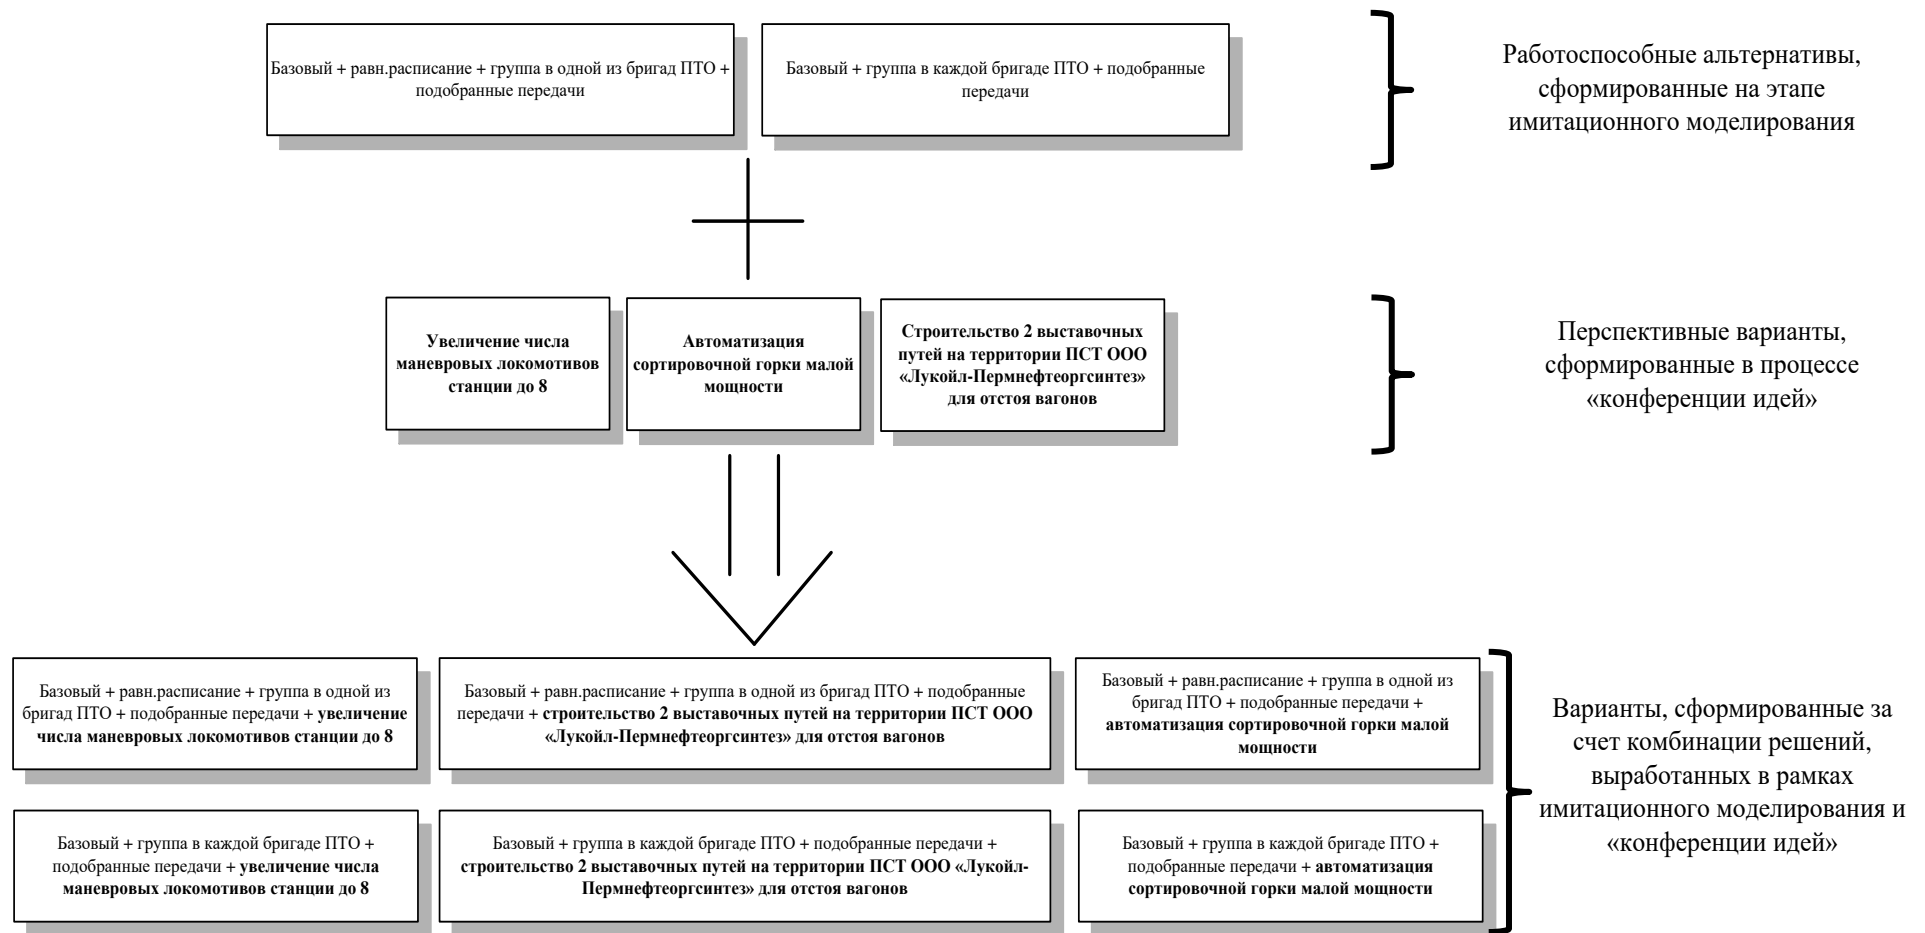 Базовый + равн.расписание + группа в одной из бригад ПТО +
подобранные передачи
Базовый + группа в каждой бригаде ПТО + подобранные
передачи
Работоспособные альтернативы,
сформированные на этапе
имитационного моделирования
Увеличение числа
маневровых локомотивов
станции до 8
Автоматизация
сортировочной горки малой
мощности
Строительство 2 выставочных
путей на территории ПСТ ООО
«Лукойл-Пермнефтеоргсинтез»
для отстоя вагонов
Перспективные варианты,
сформированные в процессе
«конференции идей»
Базовый + равн.расписание + группа в одной из
бригад ПТО + подобранные передачи + увеличение
числа маневровых локомотивов станции до 8
Базовый + равн.расписание + группа в одной из бригад ПТО + подобранные
передачи + строительство 2 выставочных путей на территории ПСТ ООО
«Лукойл-Пермнефтеоргсинтез» для отстоя вагонов
Базовый + равн.расписание + группа в одной из
бригад ПТО + подобранные передачи +
автоматизация сортировочной горки малой
мощности
Базовый + группа в каждой бригаде ПТО +
подобранные передачи + увеличение числа
маневровых локомотивов станции до 8
Базовый + группа в каждой бригаде ПТО + подобранные передачи +
строительство 2 выставочных путей на территории ПСТ ООО «Лукойл-
Пермнефтеоргсинтез» для отстоя вагонов
Базовый + группа в каждой бригаде ПТО +
подобранные передачи + автоматизация
сортировочной горки малой мощности
Варианты, сформированные за
счет комбинации решений,
выработанных в рамках
имитационного моделирования и
«конференции идей»